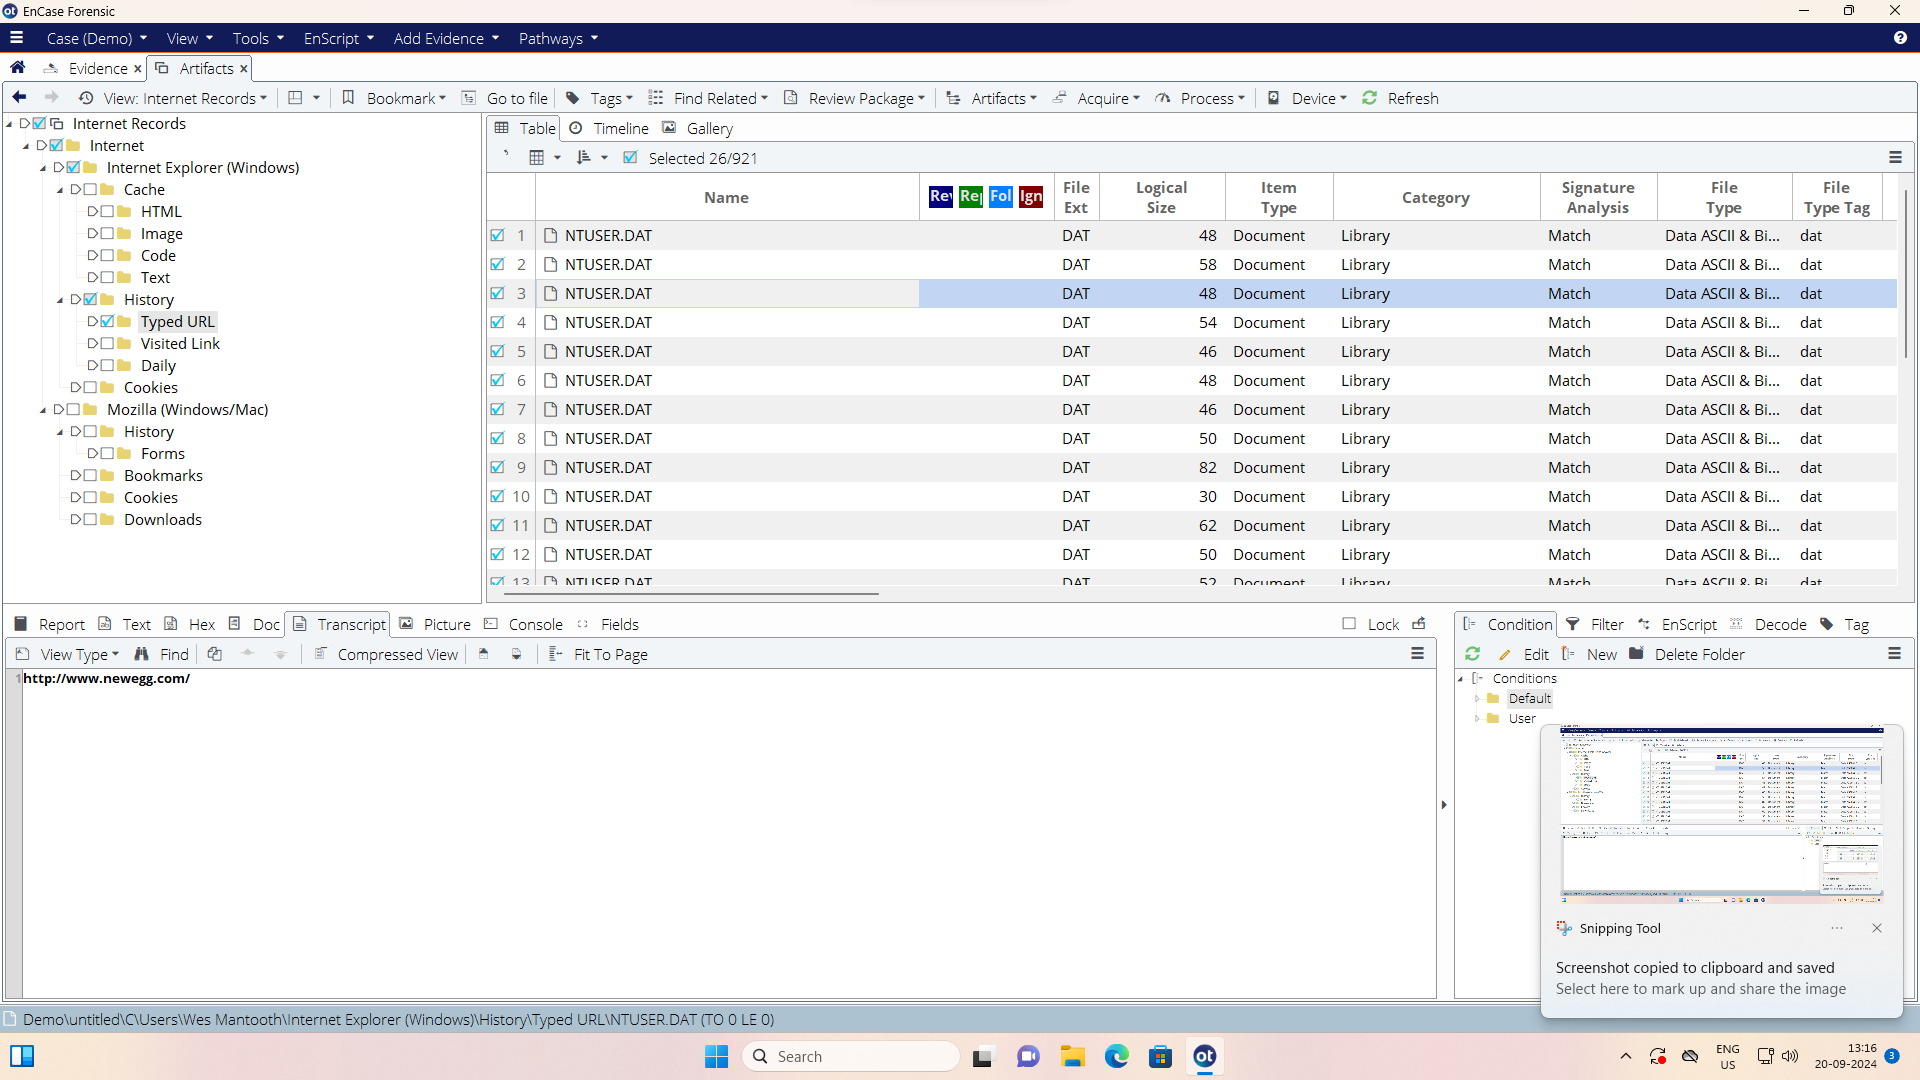 EnCase Forensic
Case (Demo) View Tools EnScript Add Evidence Pathways
Evidence Artifacts
View: Internet Records Bookmark Go to file Tags Find Related Review Package Artifacts Acquire Process Device Refresh
Internet Records
Internet
Internet Explorer (Windows)
Cache
HTML
Image
Code
Text
History
Typed URL
Visited Link
Daily
Cookies
Mozilla (Windows/Mac)
History
Forms
Bookmarks
Cookies
Downloads
Table Timeline Gallery
Selected 26/921
Name Rev Rep Fol Ign File Ext Logical Size Item Type Category Signature Analysis File Type File Type Tag
1 NTUSER.DAT DAT 48 Document Library Match Data ASCII & Bi... dat
2 NTUSER.DAT DAT 58 Document Library Match Data ASCII & Bi... dat
3 NTUSER.DAT DAT 48 Document Library Match Data ASCII & Bi... dat
4 NTUSER.DAT DAT 54 Document Library Match Data ASCII & Bi... dat
5 NTUSER.DAT DAT 46 Document Library Match Data ASCII & Bi... dat
6 NTUSER.DAT DAT 48 Document Library Match Data ASCII & Bi... dat
7 NTUSER.DAT DAT 46 Document Library Match Data ASCII & Bi... dat
8 NTUSER.DAT DAT 50 Document Library Match Data ASCII & Bi... dat
9 NTUSER.DAT DAT 82 Document Library Match Data ASCII & Bi... dat
10 NTUSER.DAT DAT 30 Document Library Match Data ASCII & Bi... dat
11 NTUSER.DAT DAT 62 Document Library Match Data ASCII & Bi... dat
12 NTUSER.DAT DAT 50 Document Library Match Data ASCII & Bi... dat
13 NTUSER.DAT DAT 52 Document Library Match Data ASCII & Bi... dat
Report Text Hex Doc Transcript Picture Console Fields Lock
View Type Find Compressed View Fit To Page
1 http://www.newegg.com/
Condition Filter EnScript Decode Tag
Edit New Delete Folder
Conditions
Default
User
Snipping Tool
Screenshot copied to clipboard and saved
Select here to mark up and share the image
Demo\untitled\C\Users\Wes Mantooth\Internet Explorer (Windows)\History\Typed URL\NTUSER.DAT (TO 0 LE 0)
Search
ot
ENG
US
13:16
20-09-2024
3